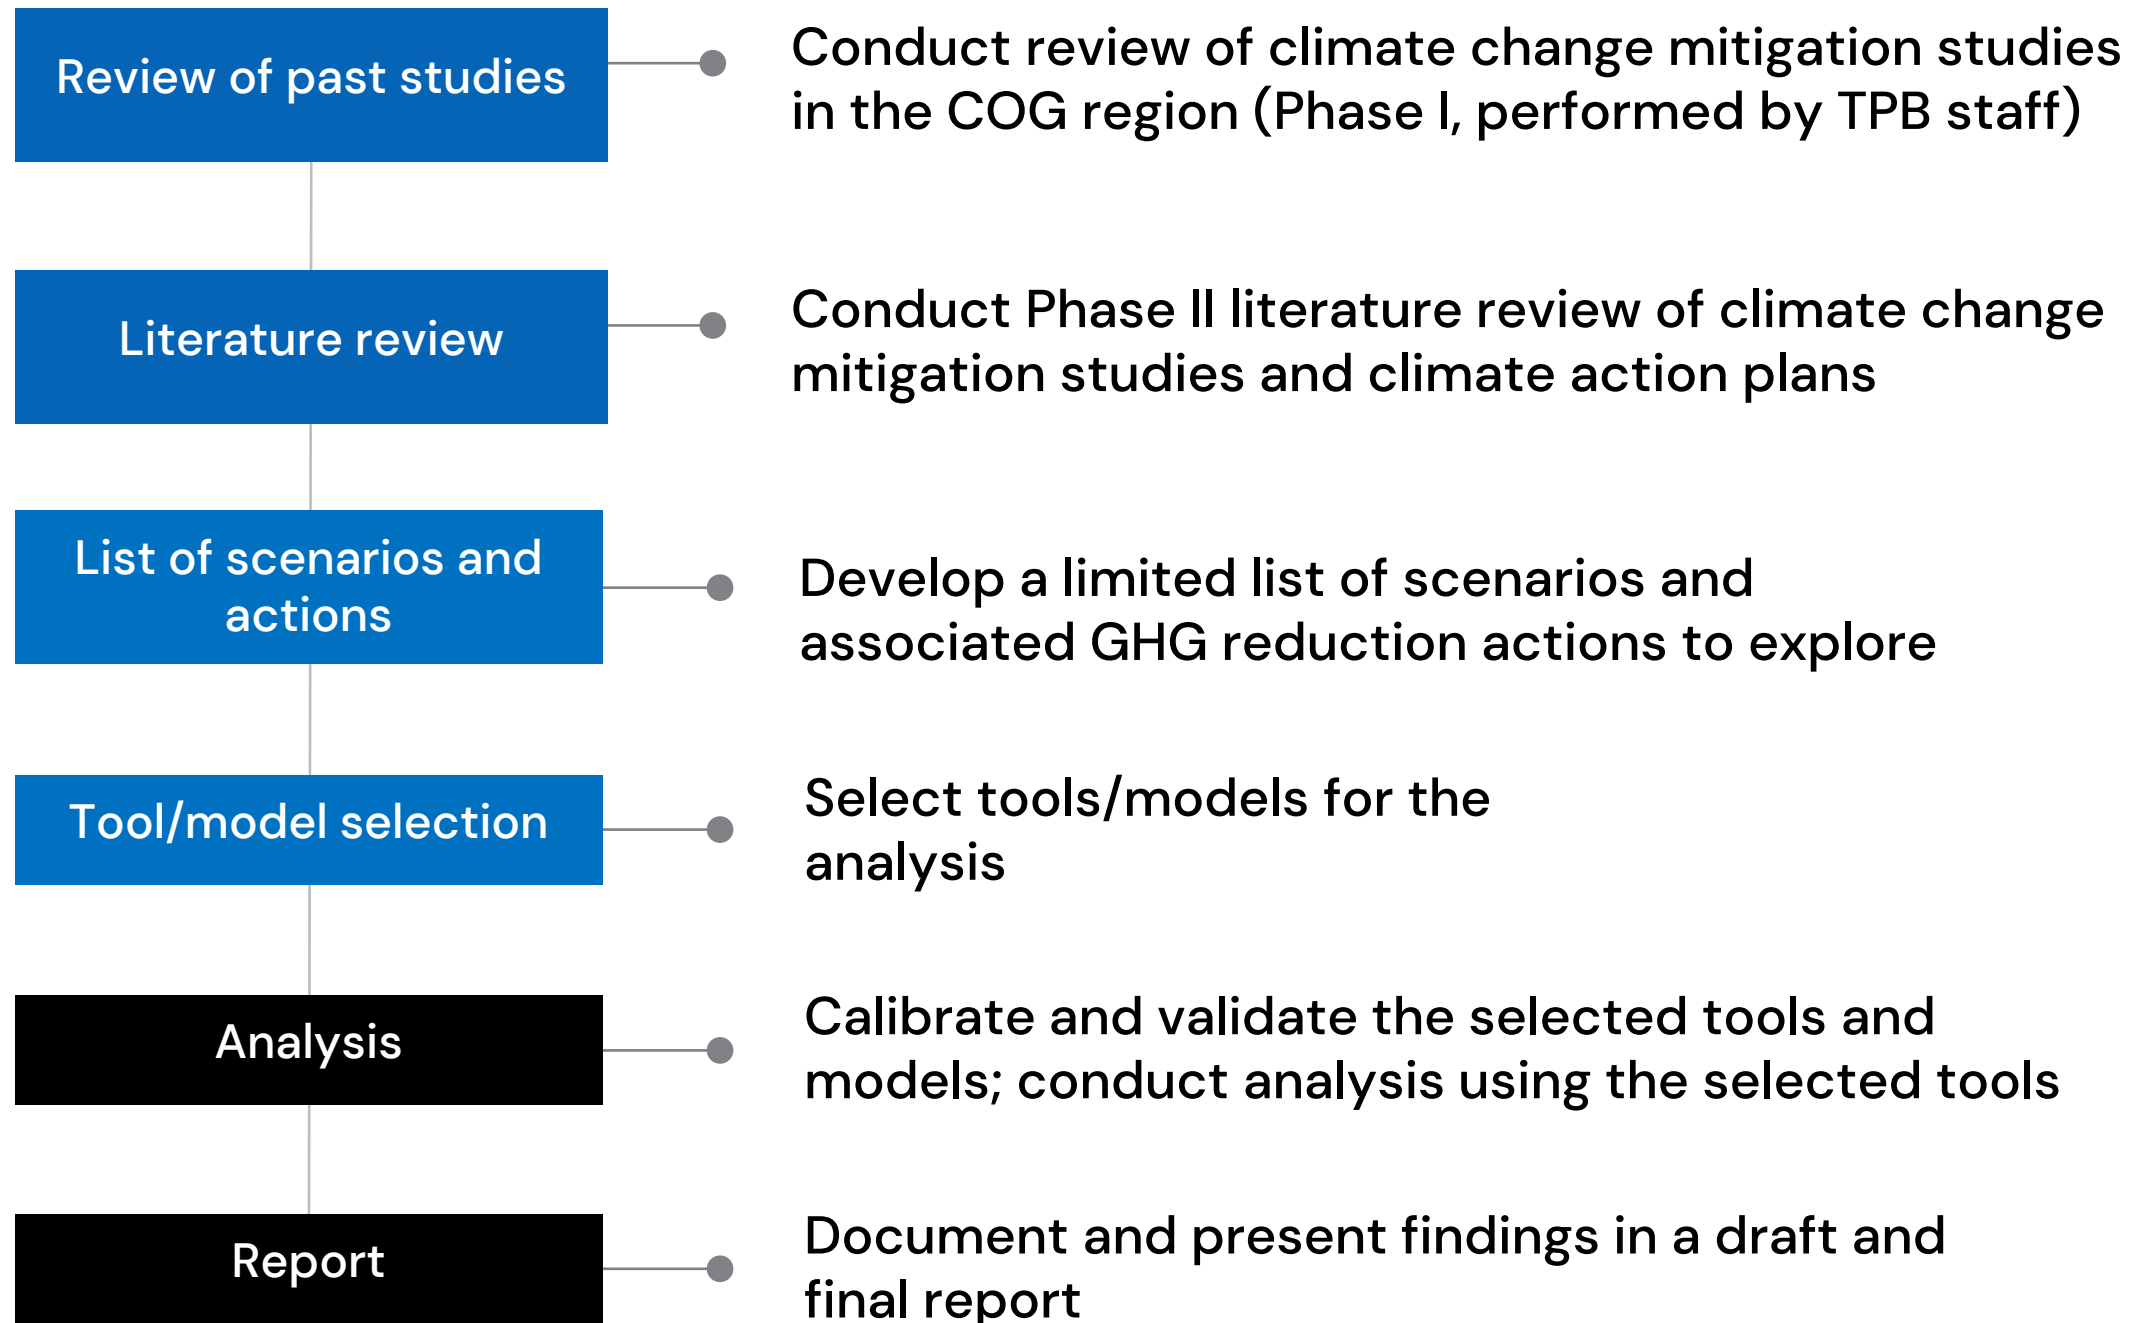 Review of past studies
Conduct review of climate change mitigation studies
in the COG region (Phase I, performed by TPB staff)
Literature review
Conduct Phase II literature review of climate change
mitigation studies and climate action plans
List of scenarios and
actions
Develop a limited list of scenarios and
associated GHG reduction actions to explore
Tool/model selection
Select tools/models for the
analysis
Analysis
Calibrate and validate the selected tools and
models; conduct analysis using the selected tools
Report
Document and present findings in a draft and
final report